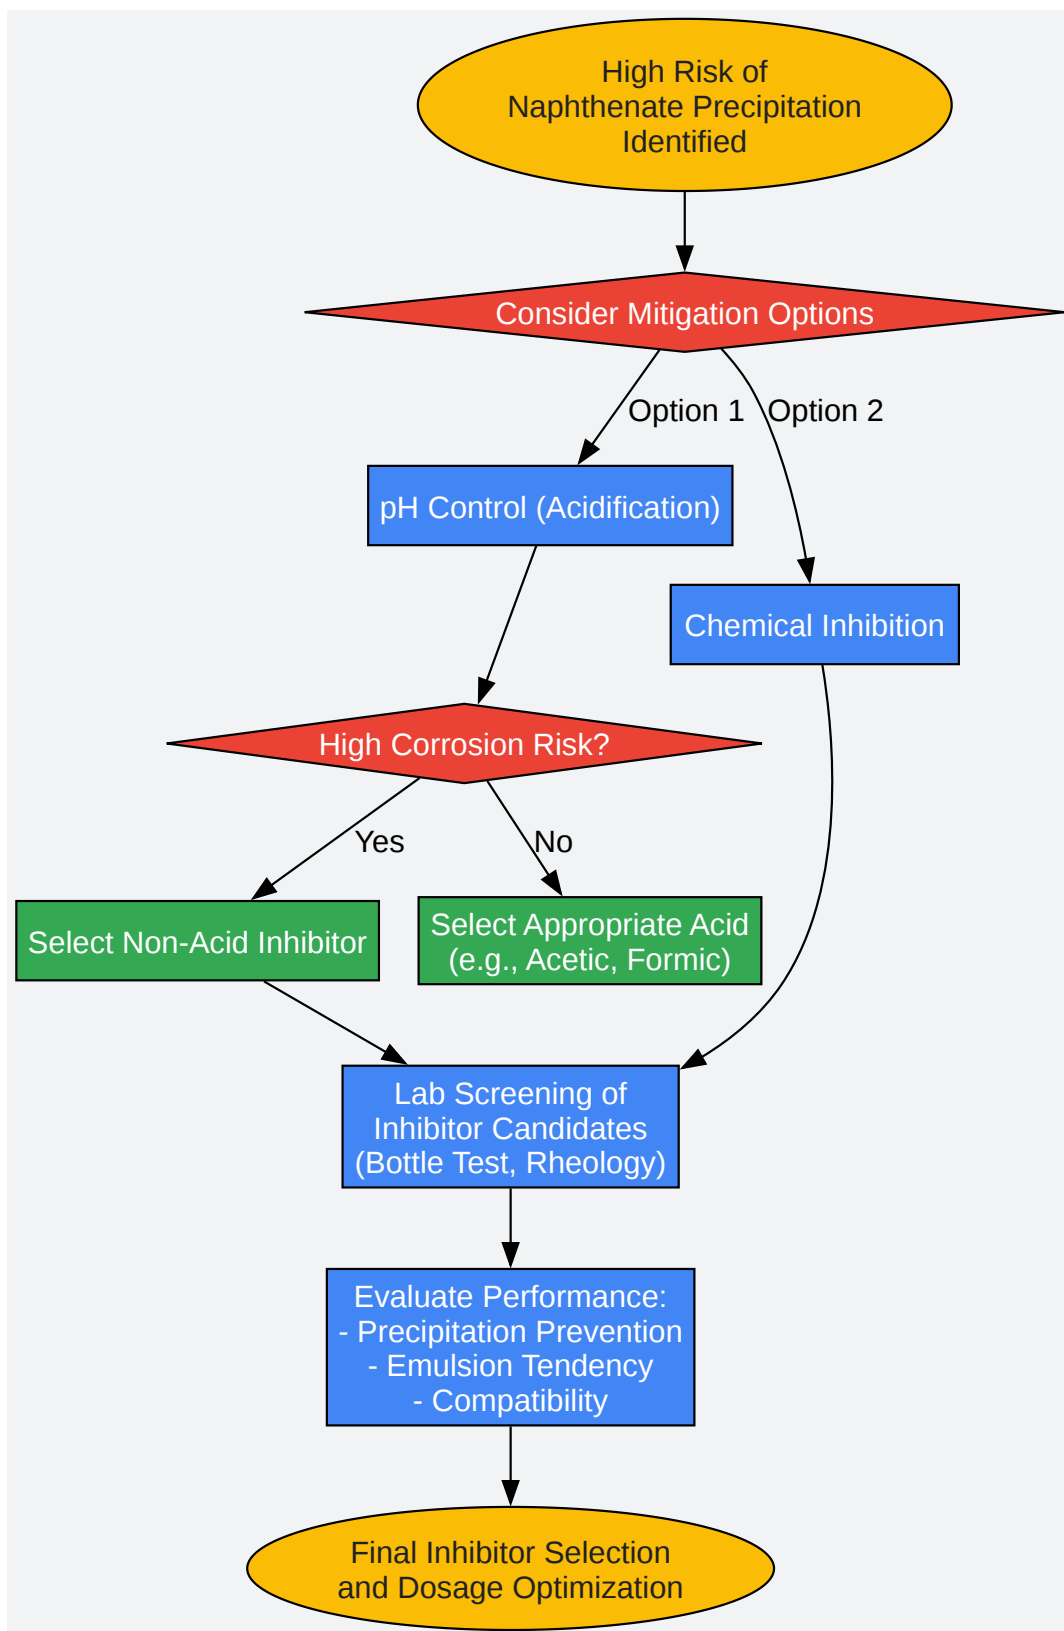 High Risk of
Naphthenate Precipitation
Identified
Consider Mitigation Options
Option 1
Option 2
pH Control (Acidification)
Chemical Inhibition
High Corrosion Risk?
Yes
No
Select Non-Acid Inhibitor
Select Appropriate Acid
(e.g., Acetic, Formic)
Lab Screening of
Inhibitor Candidates
(Bottle Test, Rheology)
Evaluate Performance:
- Precipitation Prevention
- Emulsion Tendency
- Compatibility
Final Inhibitor Selection
and Dosage Optimization